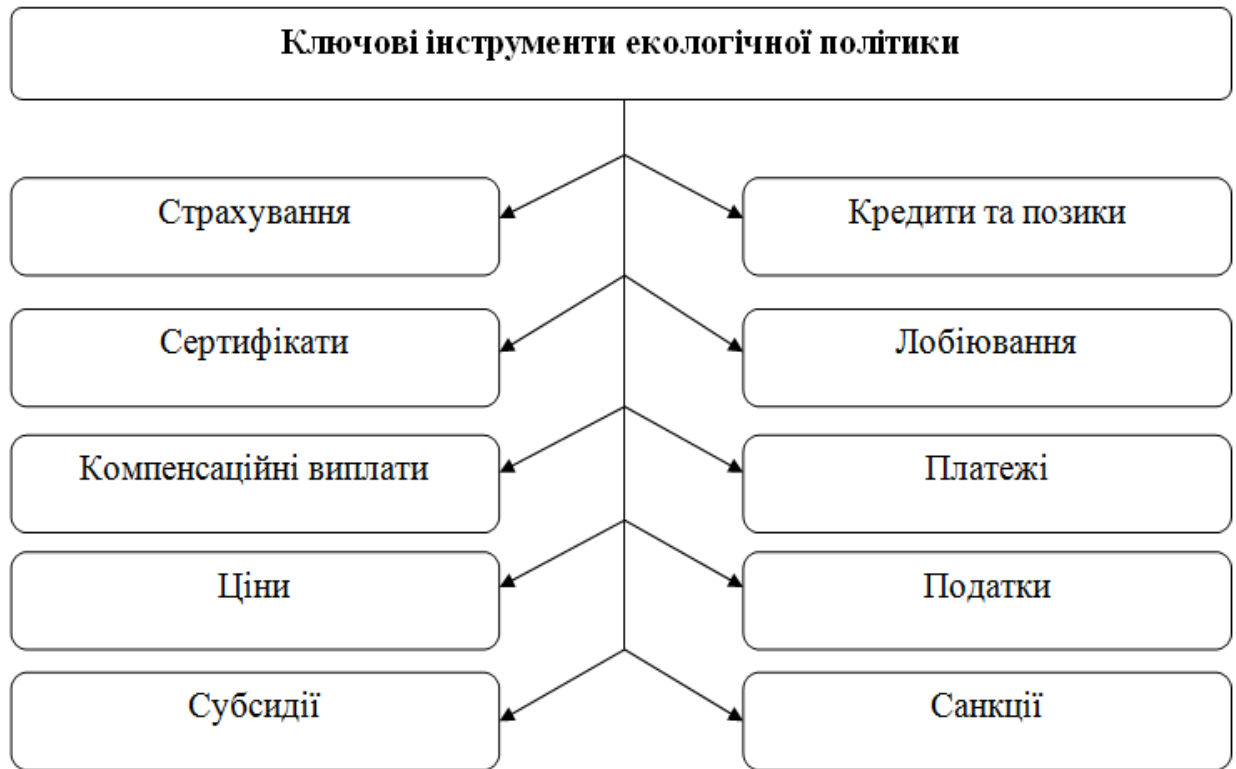 Ключові інструменти екологічної політики
Страхування
Кредити та позики
Сертифікати
Лобіювання
Компенсаційні виплати
Платежі
Ціни
Податки
Субсидії
Санкції